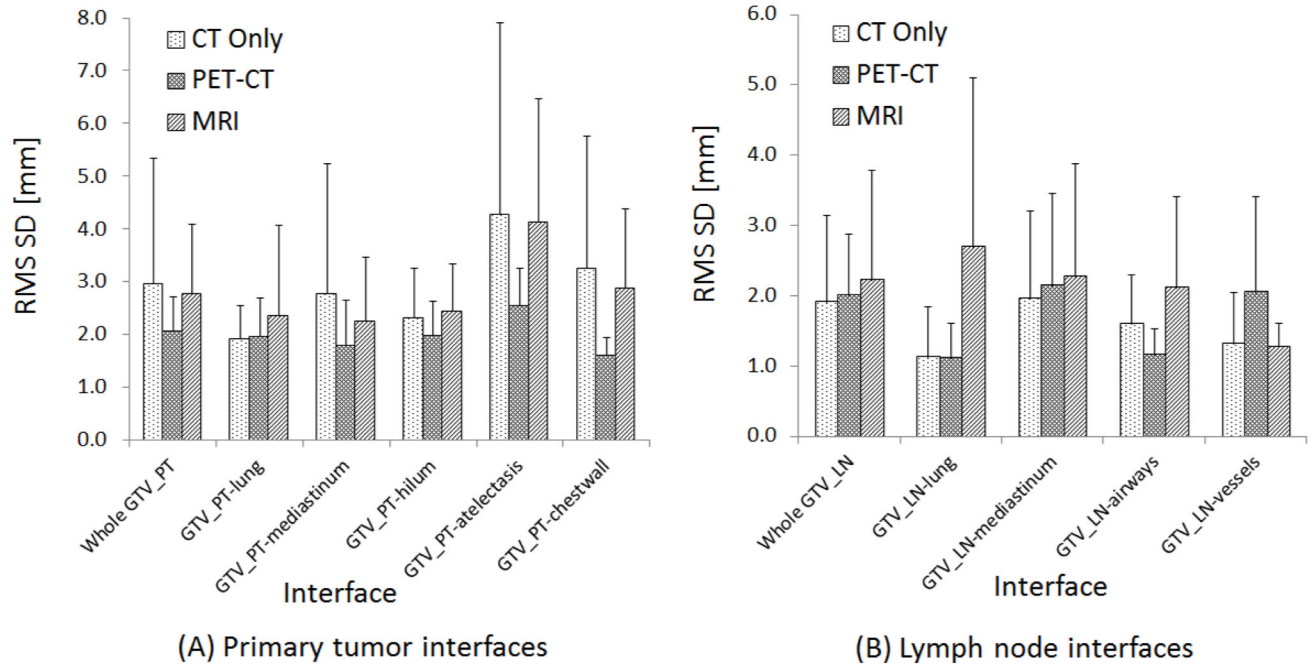 8.0
7.0
6.0
5.0
4.0
3.0
2.0
1.0
0.0
RMS SD [mm]
CT Only
PET-CT
MRI
Whole GTV_PT
GTV_PT-lung
GTV_PT-mediastinum
GTV_PT-hilum
GTV_PT-atelectasis
GTV_PT-chestwall
Interface
(A) Primary tumor interfaces
6.0
5.0
4.0
3.0
2.0
1.0
0.0
RMS SD [mm]
CT Only
PET-CT
MRI
Whole GTV_LN
GTV_LN-lung
GTV_LN-mediastinum
GTV_LN-airways
GTV_LN-vessels
Interface
(B) Lymph node interfaces